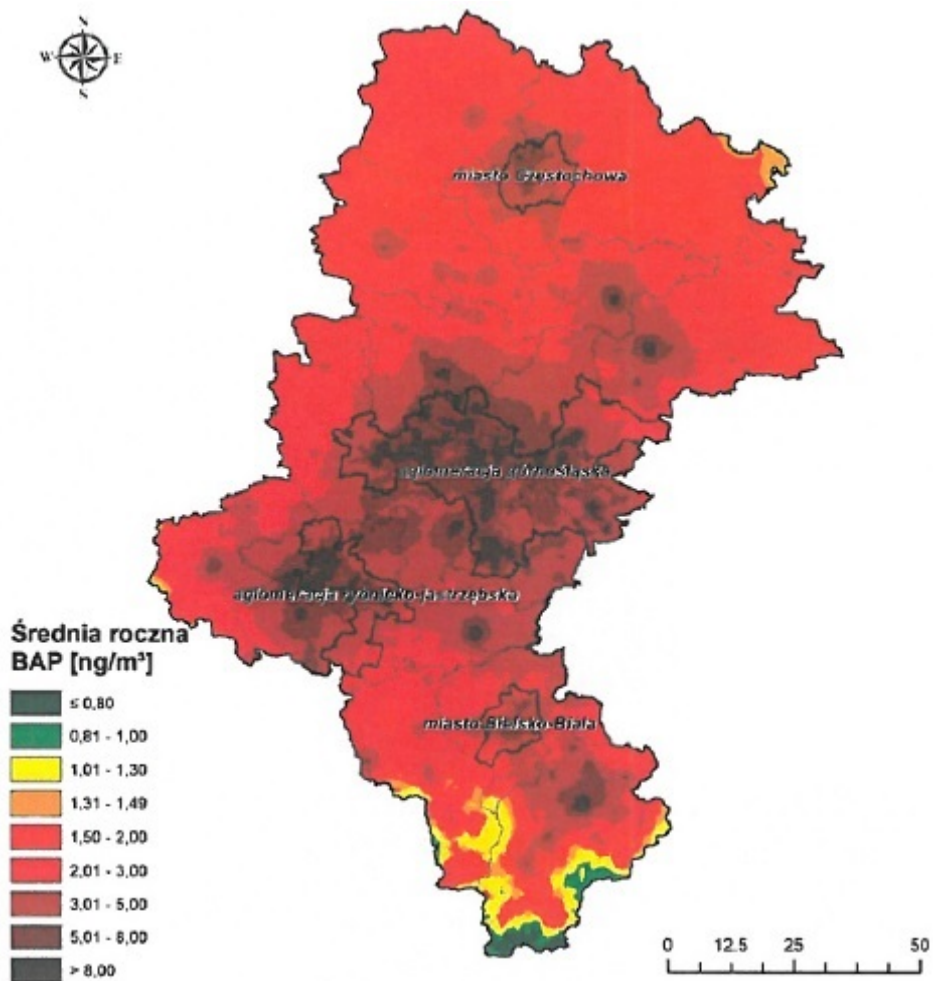 N
W
E
S
miasto Częstochowa
aglomeracja górnośląska
aglomeracja rybnicko-jastrzębska
miasto Bielsko-Biała
Średnia roczna
BAP [ng/m³]
≤ 0,80
0,81 - 1,00
1,01 - 1,30
1,31 - 1,49
1,50 - 2,00
2,01 - 3,00
3,01 - 5,00
5,01 - 8,00
> 8,00
0 12.5 25 50